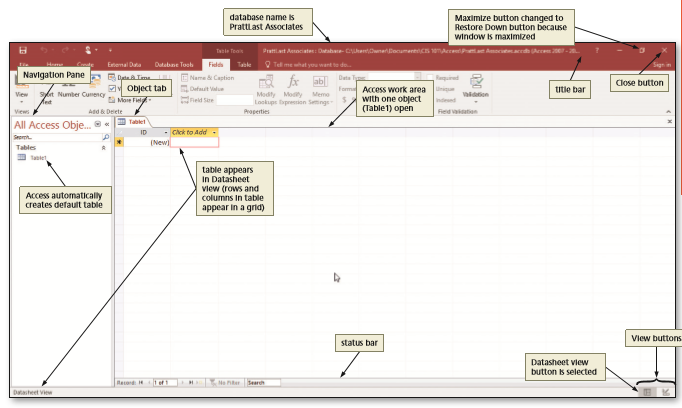 database name is
PrattLast Associates
Maximize button changed to
Restore Down button because
window is maximized
Table Tools
PrattLast Associates : Database- C:\Users\Owner\Documents\CIS 101\Access\PrattLast Associates.accdb (Access 2007 - 20...
?
File Home Create External Data Database Tools Fields Table Tell me what you want to do...
Sign in
Navigation Pane
Object tab
title bar
Close button
View
Short Text
Number
Currency
Date & Time
More Fields
Name & Caption
Default Value
Field Size
Modify Lookups
fx
Modify Expression
ab|
Memo Settings
Data Type:
$
Required
Unique
Indexed
Validation
Views
Add & Delete
Properties
Field Validation
Access work area
with one object
(Table1) open
All Access Obje...
Search...
Tables
Table1
Table1
ID
Click to Add
(New)
Access automatically
creates default table
table appears
in Datasheet
view (rows and
columns in table
appear in a grid)
status bar
View buttons
Datasheet view
button is selected
Record: 1 of 1 No Filter Search
Datasheet View